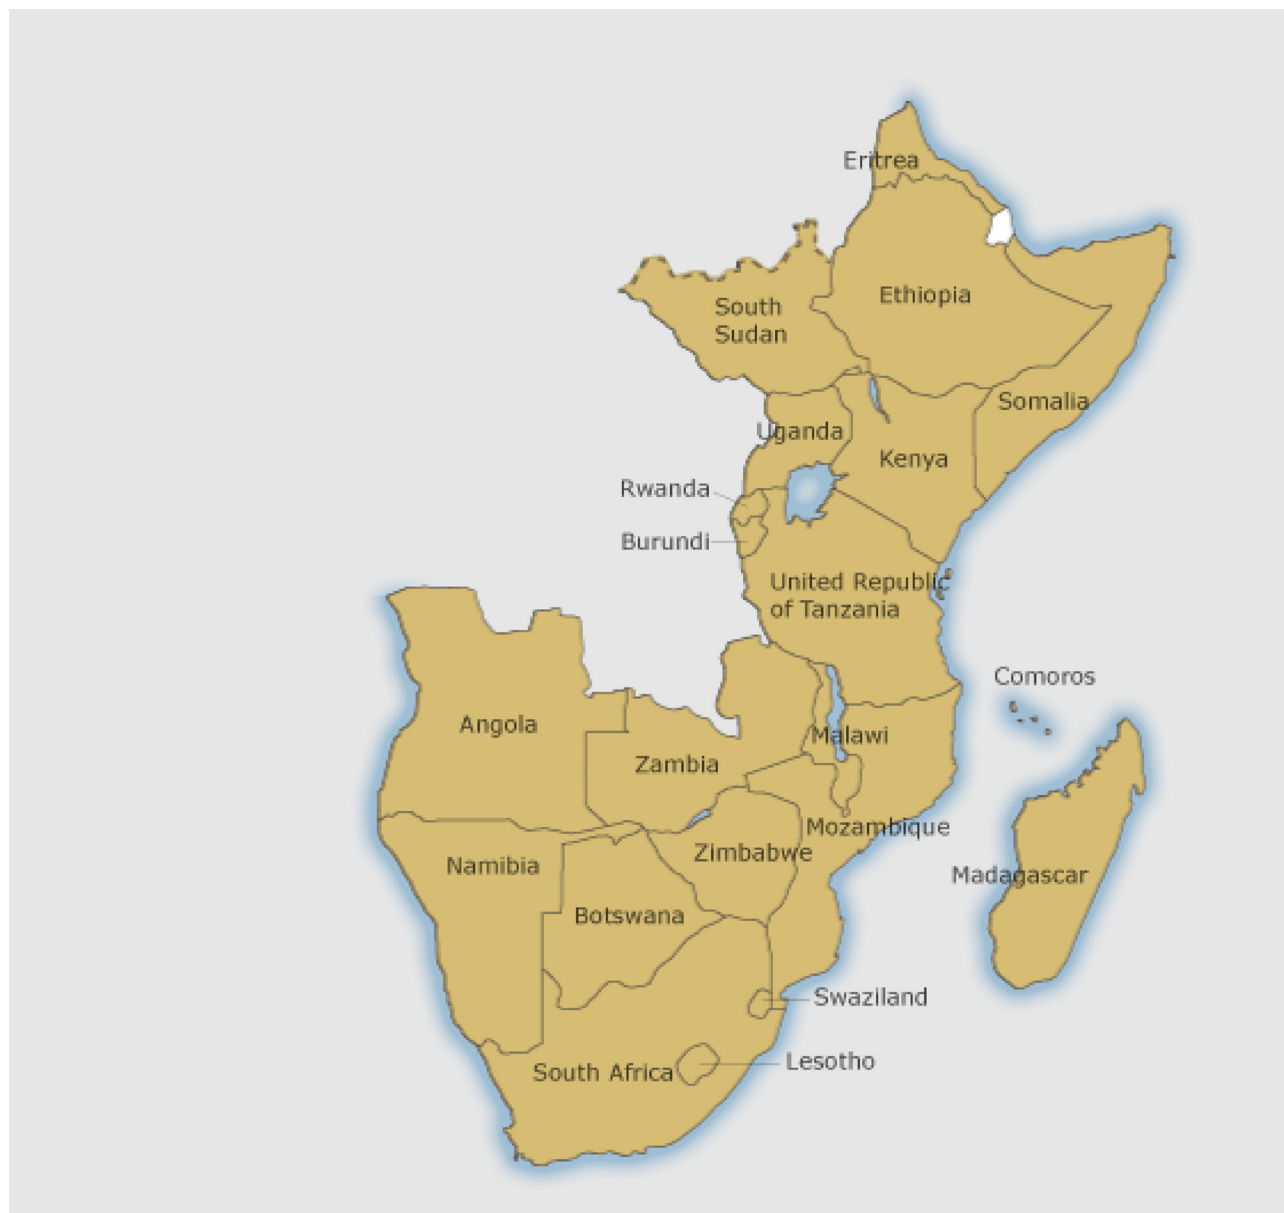 Eritrea
Ethiopia
South
Sudan
Somalia
Uganda
Kenya
Rwanda
Burundi
United Republic
of Tanzania
Comoros
Angola
Malawi
Zambia
Mozambique
Zimbabwe
Namibia
Madagascar
Botswana
Swaziland
Lesotho
South Africa